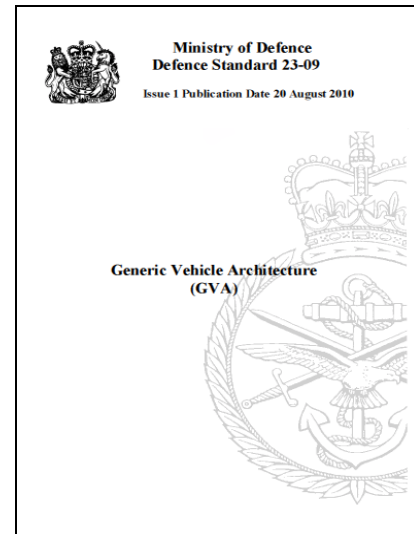 Ministry of Defence
Defence Standard 23-09
Issue 1 Publication Date 20 August 2010
Generic Vehicle Architecture
(GVA)